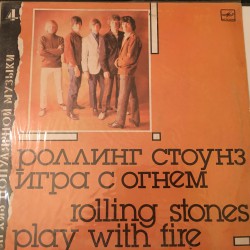 4
ПОПУЛЯРНОЙ МУЗЫКИ
роллинг стоунз
игра с огнем
rolling stones
play with fire